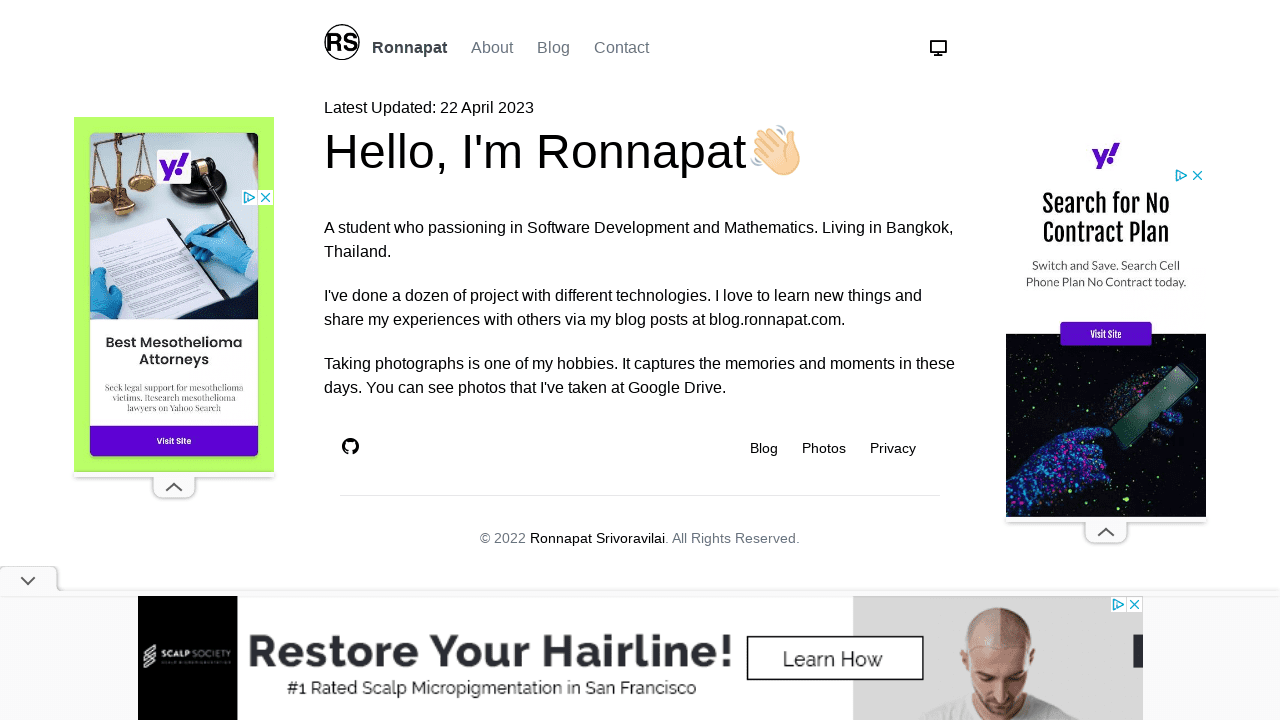 RS
Ronnapat
About
Blog
Contact
Latest Updated: 22 April 2023
Hello, I'm Ronnapat👋🏻
A student who passioning in Software Development and Mathematics. Living in Bangkok,
Thailand.
I've done a dozen of project with different technologies. I love to learn new things and
share my experiences with others via my blog posts at blog.ronnapat.com.
Taking photographs is one of my hobbies. It captures the memories and moments in these
days. You can see photos that I've taken at Google Drive.
Blog
Photos
Privacy
© 2022 Ronnapat Srivoravilai. All Rights Reserved.
y!
Best Mesothelioma
Attorneys
Seek legal support for mesothelioma
victims. Research mesothelioma
lawyers on Yahoo Search
Visit Site
y!
Search for No
Contract Plan
Switch and Save. Search Cell
Phone Plan No Contract today.
Visit Site
SCALP SOCIETY
Restore Your Hairline!
#1 Rated Scalp Micropigmentation in San Francisco
Learn How